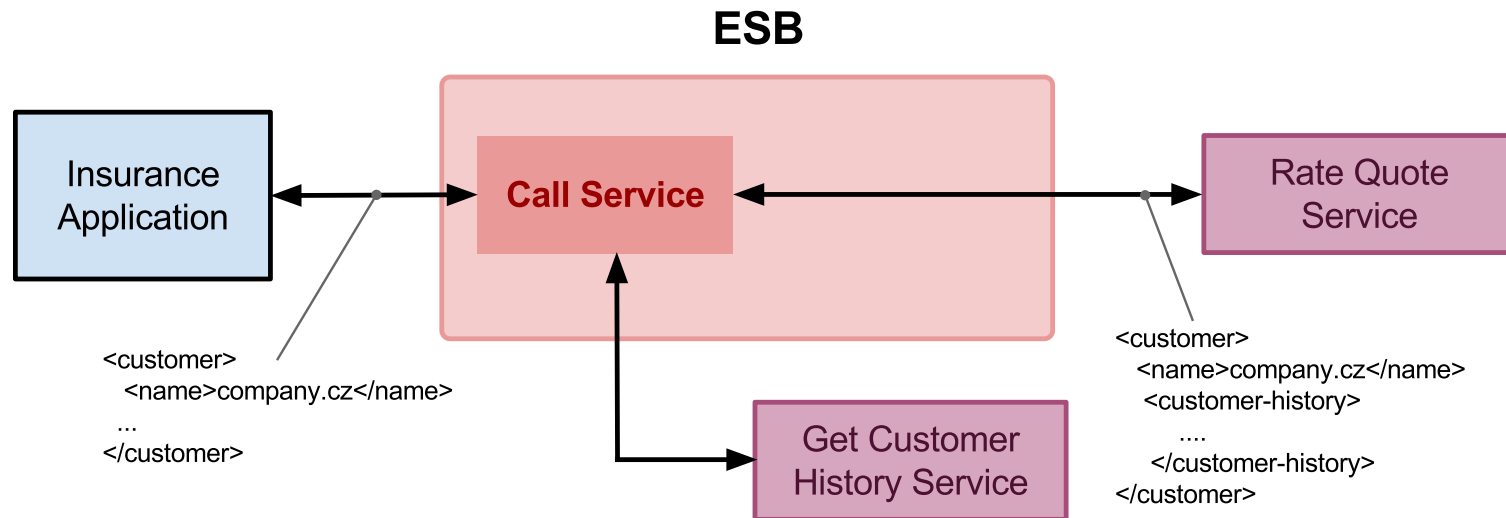 ESB
Insurance
Application
Call Service
Rate Quote
Service
<customer>
<name>company.cz</name>
...
</customer>
Get Customer
History Service
<customer>
<name>company.cz</name>
<customer-history>
....
</customer-history>
</customer>